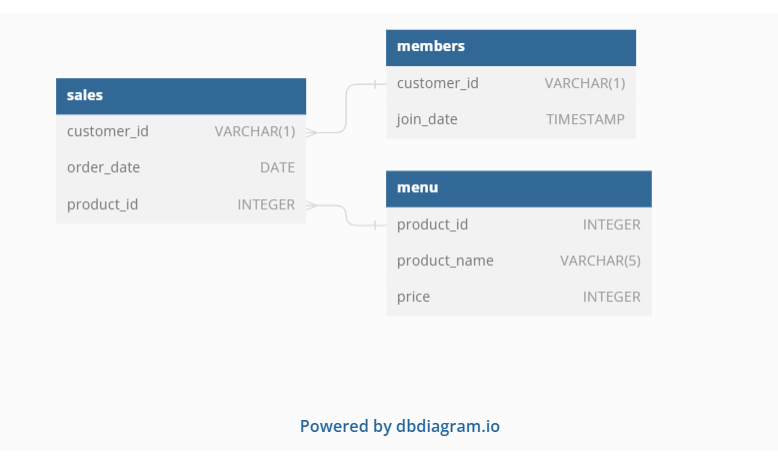 sales
customer_id VARCHAR(1)
order_date DATE
product_id INTEGER
members
customer_id VARCHAR(1)
join_date TIMESTAMP
menu
product_id INTEGER
product_name VARCHAR(5)
price INTEGER
Powered by dbdiagram.io